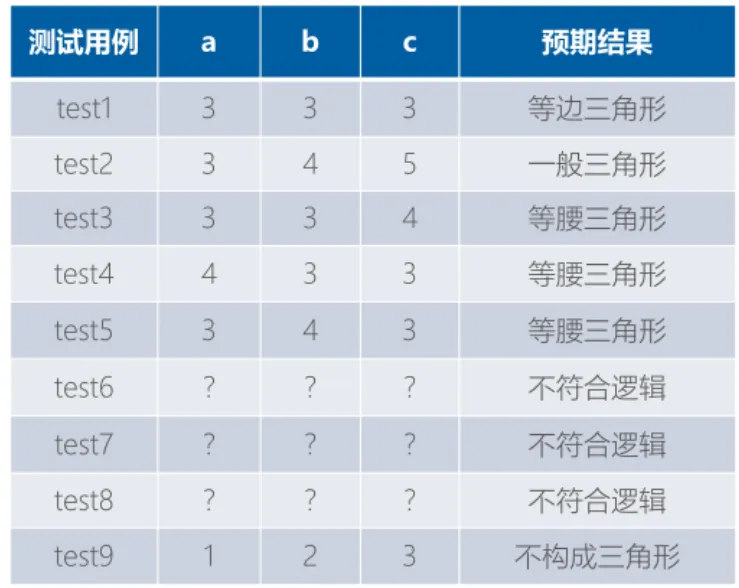 测试用例 a b c 预期结果
test1 3 3 3 等边三角形
test2 3 4 5 一般三角形
test3 3 3 4 等腰三角形
test4 4 3 3 等腰三角形
test5 3 4 3 等腰三角形
test6 ? ? ? 不符合逻辑
test7 ? ? ? 不符合逻辑
test8 ? ? ? 不符合逻辑
test9 1 2 3 不构成三角形